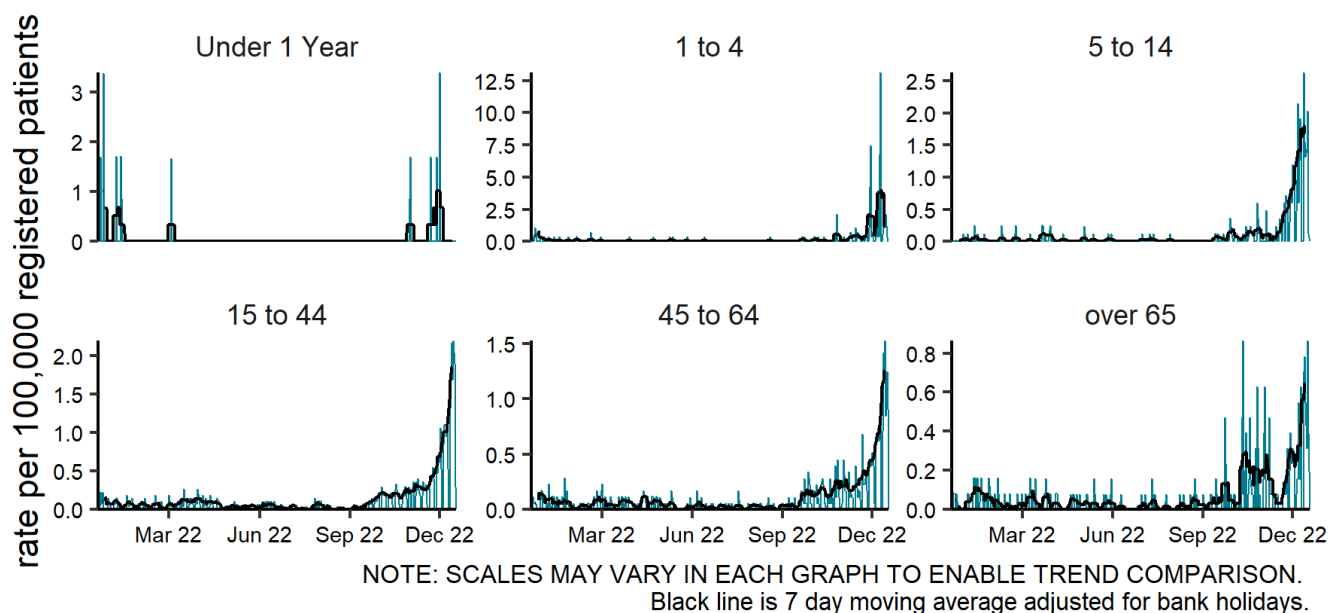 rate per 100,000 registered patients
Under 1 Year
1 to 4
5 to 14
3
2
1
0
12.5
10.0
7.5
5.0
2.5
0.0
2.5
2.0
1.5
1.0
0.5
0.0
15 to 44
45 to 64
over 65
2.0
1.5
1.0
0.5
0.0
1.5
1.0
0.5
0.0
0.8
0.6
0.4
0.2
0.0
Mar 22 Jun 22 Sep 22 Dec 22
Mar 22 Jun 22 Sep 22 Dec 22
Mar 22 Jun 22 Sep 22 Dec 22
NOTE: SCALES MAY VARY IN EACH GRAPH TO ENABLE TREND COMPARISON.
Black line is 7 day moving average adjusted for bank holidays.